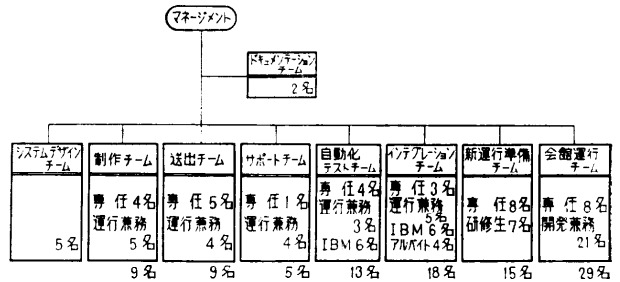 マネージメント
ドキュメンテーション
チーム
2名
システムデザイン
チーム
5名
制作チーム
専任4名
運行兼務
5名
9名
送出チーム
専任5名
運行兼務
4名
9名
サポートチーム
専任1名
運行兼務
4名
5名
自動化
テストチーム
専任4名
運行兼務
3名
IBM6名
13名
インテグレーション
チーム
専任3名
運行兼務
5名
IBM6名
アルバイト4名
18名
新運行準備
チーム
専任8名
研修生7名
15名
会館運行
チーム
専任8名
開発兼務
21名
29名